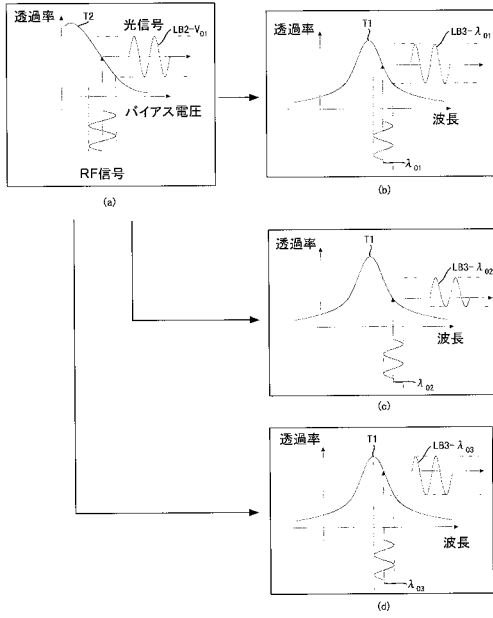 透過率
T2
光信号
LB2-V01
バイアス電圧
RF信号
(a)
透過率
T1
LB3-λ01
波長
λ01
(b)
透過率
T1
LB3-λ02
波長
λ02
(c)
透過率
T1
LB3-λ03
波長
λ03
(d)